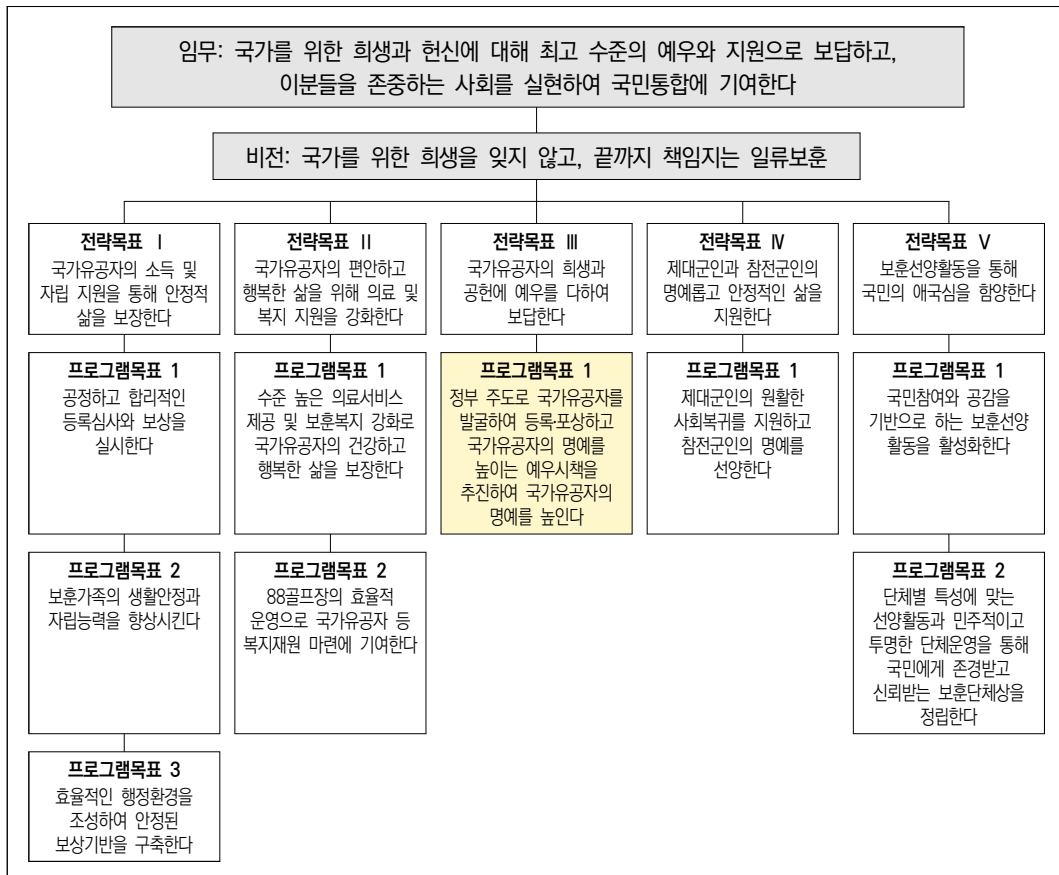 임무: 국가를 위한 희생과 헌신에 대해 최고 수준의 예우와 지원으로 보답하고,
이분들을 존중하는 사회를 실현하여 국민통합에 기여한다
비전: 국가를 위한 희생을 잊지 않고, 끝까지 책임지는 일류보훈
전략목표 Ⅰ
국가유공자의 소득 및
자립 지원을 통해 안정적
삶을 보장한다
전략목표 Ⅱ
국가유공자의 편안하고
행복한 삶을 위해 의료 및
복지 지원을 강화한다
전략목표 Ⅲ
국가유공자의 희생과
공헌에 예우를 다하여
보답한다
전략목표 Ⅳ
제대군인과 참전군인의
명예롭고 안정적인 삶을
지원한다
전략목표 Ⅴ
보훈선양활동을 통해
국민의 애국심을 함양한다
프로그램목표 1
공정하고 합리적인
등록심사와 보상을
실시한다
프로그램목표 1
수준 높은 의료서비스
제공 및 보훈복지 강화로
국가유공자의 건강하고
행복한 삶을 보장한다
프로그램목표 1
정부 주도로 국가유공자를
발굴하여 등록·포상하고
국가유공자의 명예를
높이는 예우시책을
추진하여 국가유공자의
명예를 높인다
프로그램목표 1
제대군인의 원활한
사회복귀를 지원하고
참전군인의 명예를
선양한다
프로그램목표 1
국민참여와 공감을
기반으로 하는 보훈선양
활동을 활성화한다
프로그램목표 2
보훈가족의 생활안정과
자립능력을 향상시킨다
프로그램목표 2
88골프장의 효율적
운영으로 국가유공자 등
복지재원 마련에 기여한다
프로그램목표 2
단체별 특성에 맞는
선양활동과 민주적이고
투명한 단체운영을 통해
국민에게 존경받고
신뢰받는 보훈단체상을
정립한다
프로그램목표 3
효율적인 행정환경을
조성하여 안정된
보상기반을 구축한다